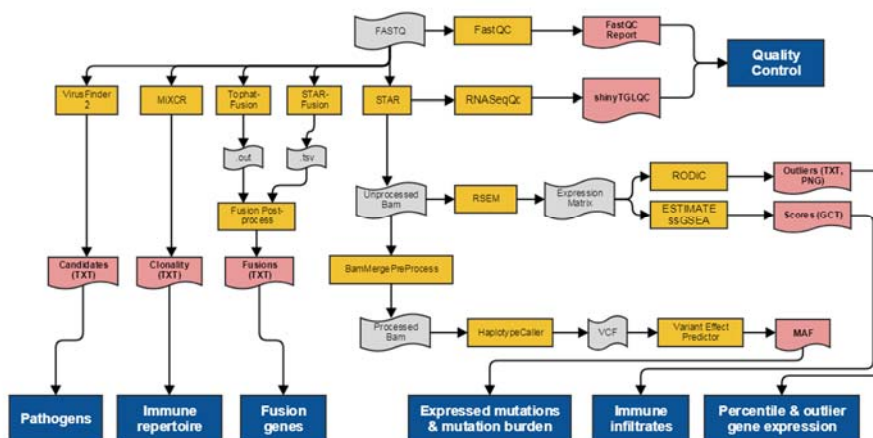 FASTQ
FastQC
FastQC
Report
Quality
Control
VirusFinder
2
MiXCR
Tophat-
Fusion
STAR-
Fusion
STAR
RNASeqQc
shinyTGLQC
.out
.tsv
Unprocessed
Bam
RSEM
Expression
Matrix
RODiC
Outliers (TXT,
PNG)
ESTIMATE
ssGSEA
Scores (GCT)
Fusion Post-
process
Candidates
(TXT)
Clonality
(TXT)
Fusions
(TXT)
BamMergePreProcess
Processed
Bam
HaplotypeCaller
VCF
Variant Effect
Predictor
MAF
Pathogens
Immune
repertoire
Fusion
genes
Expressed mutations
& mutation burden
Immune
infiltrates
Percentile & outlier
gene expression